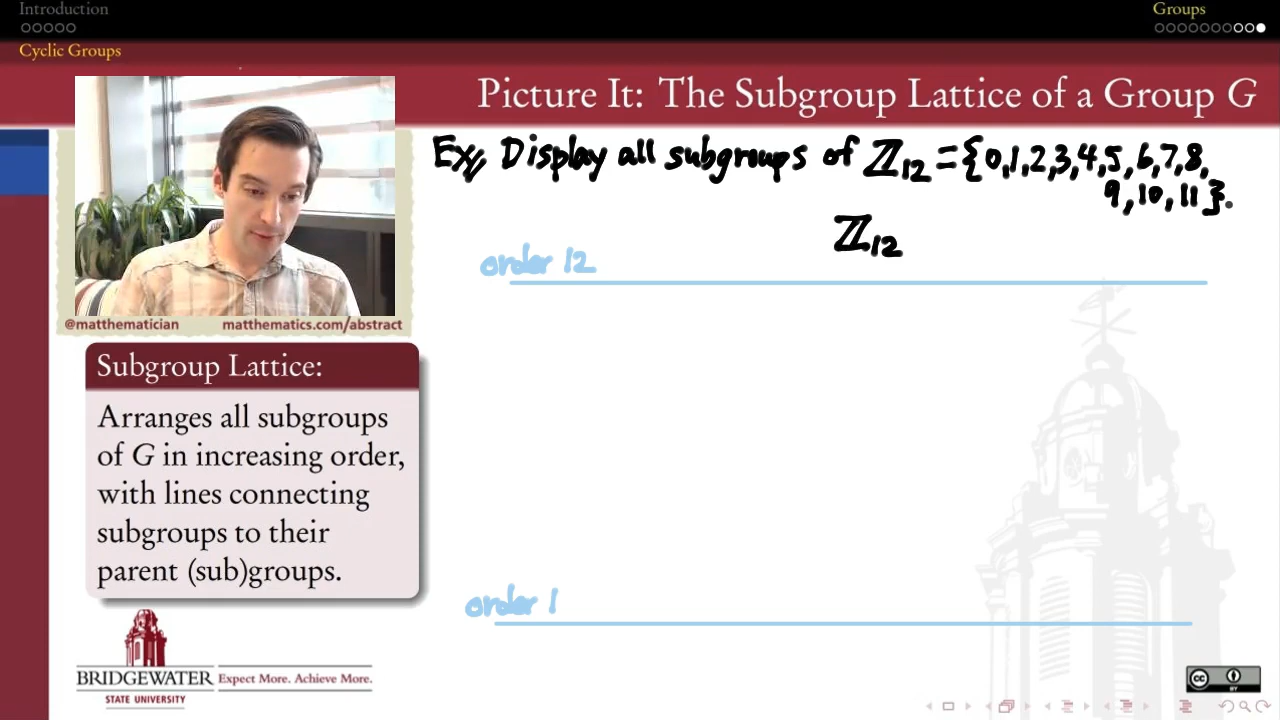 Introduction
Groups
Cyclic Groups
Picture It: The Subgroup Lattice of a Group G
Ex// Display all subgroups of ℤ₁₂ = {0,1,2,3,4,5,6,7,8,
9,10,11}.
ℤ₁₂
order 12
@matthematician matthematics.com/abstract
Subgroup Lattice:
Arranges all subgroups
of G in increasing order,
with lines connecting
subgroups to their
parent (sub)groups.
order 1
BRIDGEWATER
STATE UNIVERSITY
Expect More. Achieve More.
cc
BY